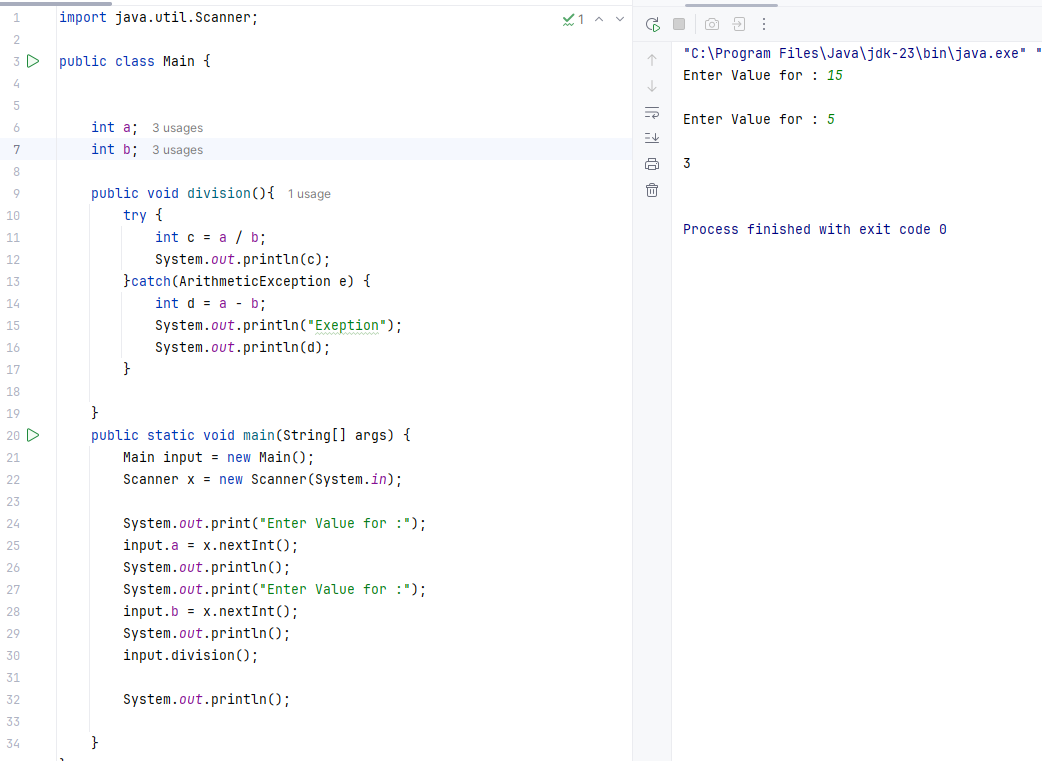 1 import java.util.Scanner;
1
2
3 public class Main {
4
5
6 int a; 3 usages
7 int b; 3 usages
8
9 public void division(){ 1 usage
10 try {
11 int c = a / b;
12 System.out.println(c);
13 }catch(ArithmeticException e) {
14 int d = a - b;
15 System.out.println("Exeption");
16 System.out.println(d);
17 }
18
19 }
20 public static void main(String[] args) {
21 Main input = new Main();
22 Scanner x = new Scanner(System.in);
23
24 System.out.print("Enter Value for :");
25 input.a = x.nextInt();
26 System.out.println();
27 System.out.print("Enter Value for :");
28 input.b = x.nextInt();
29 System.out.println();
30 input.division();
31
32 System.out.println();
33
34 }
"C:\Program Files\Java\jdk-23\bin\java.exe" "
Enter Value for : 15
Enter Value for : 5
3
Process finished with exit code 0